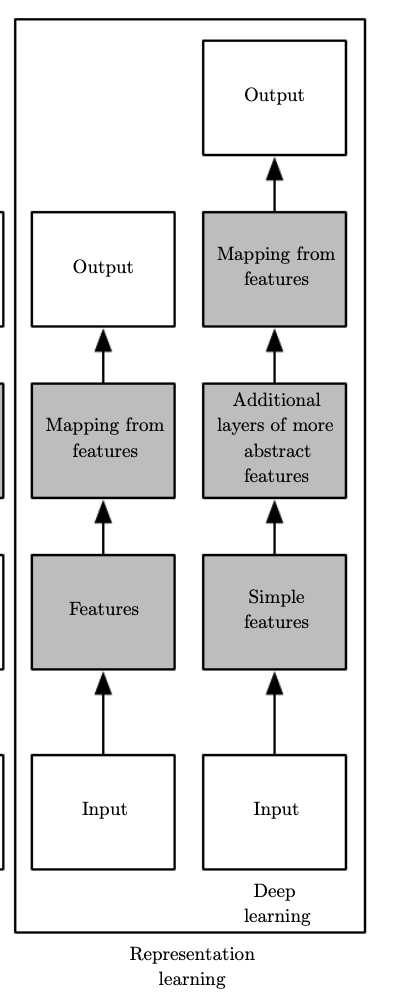 Output
Mapping from
features
Additional
layers of more
abstract
features
Simple
features
Input
Deep
learning
Output
Mapping from
features
Features
Input
Representation
learning